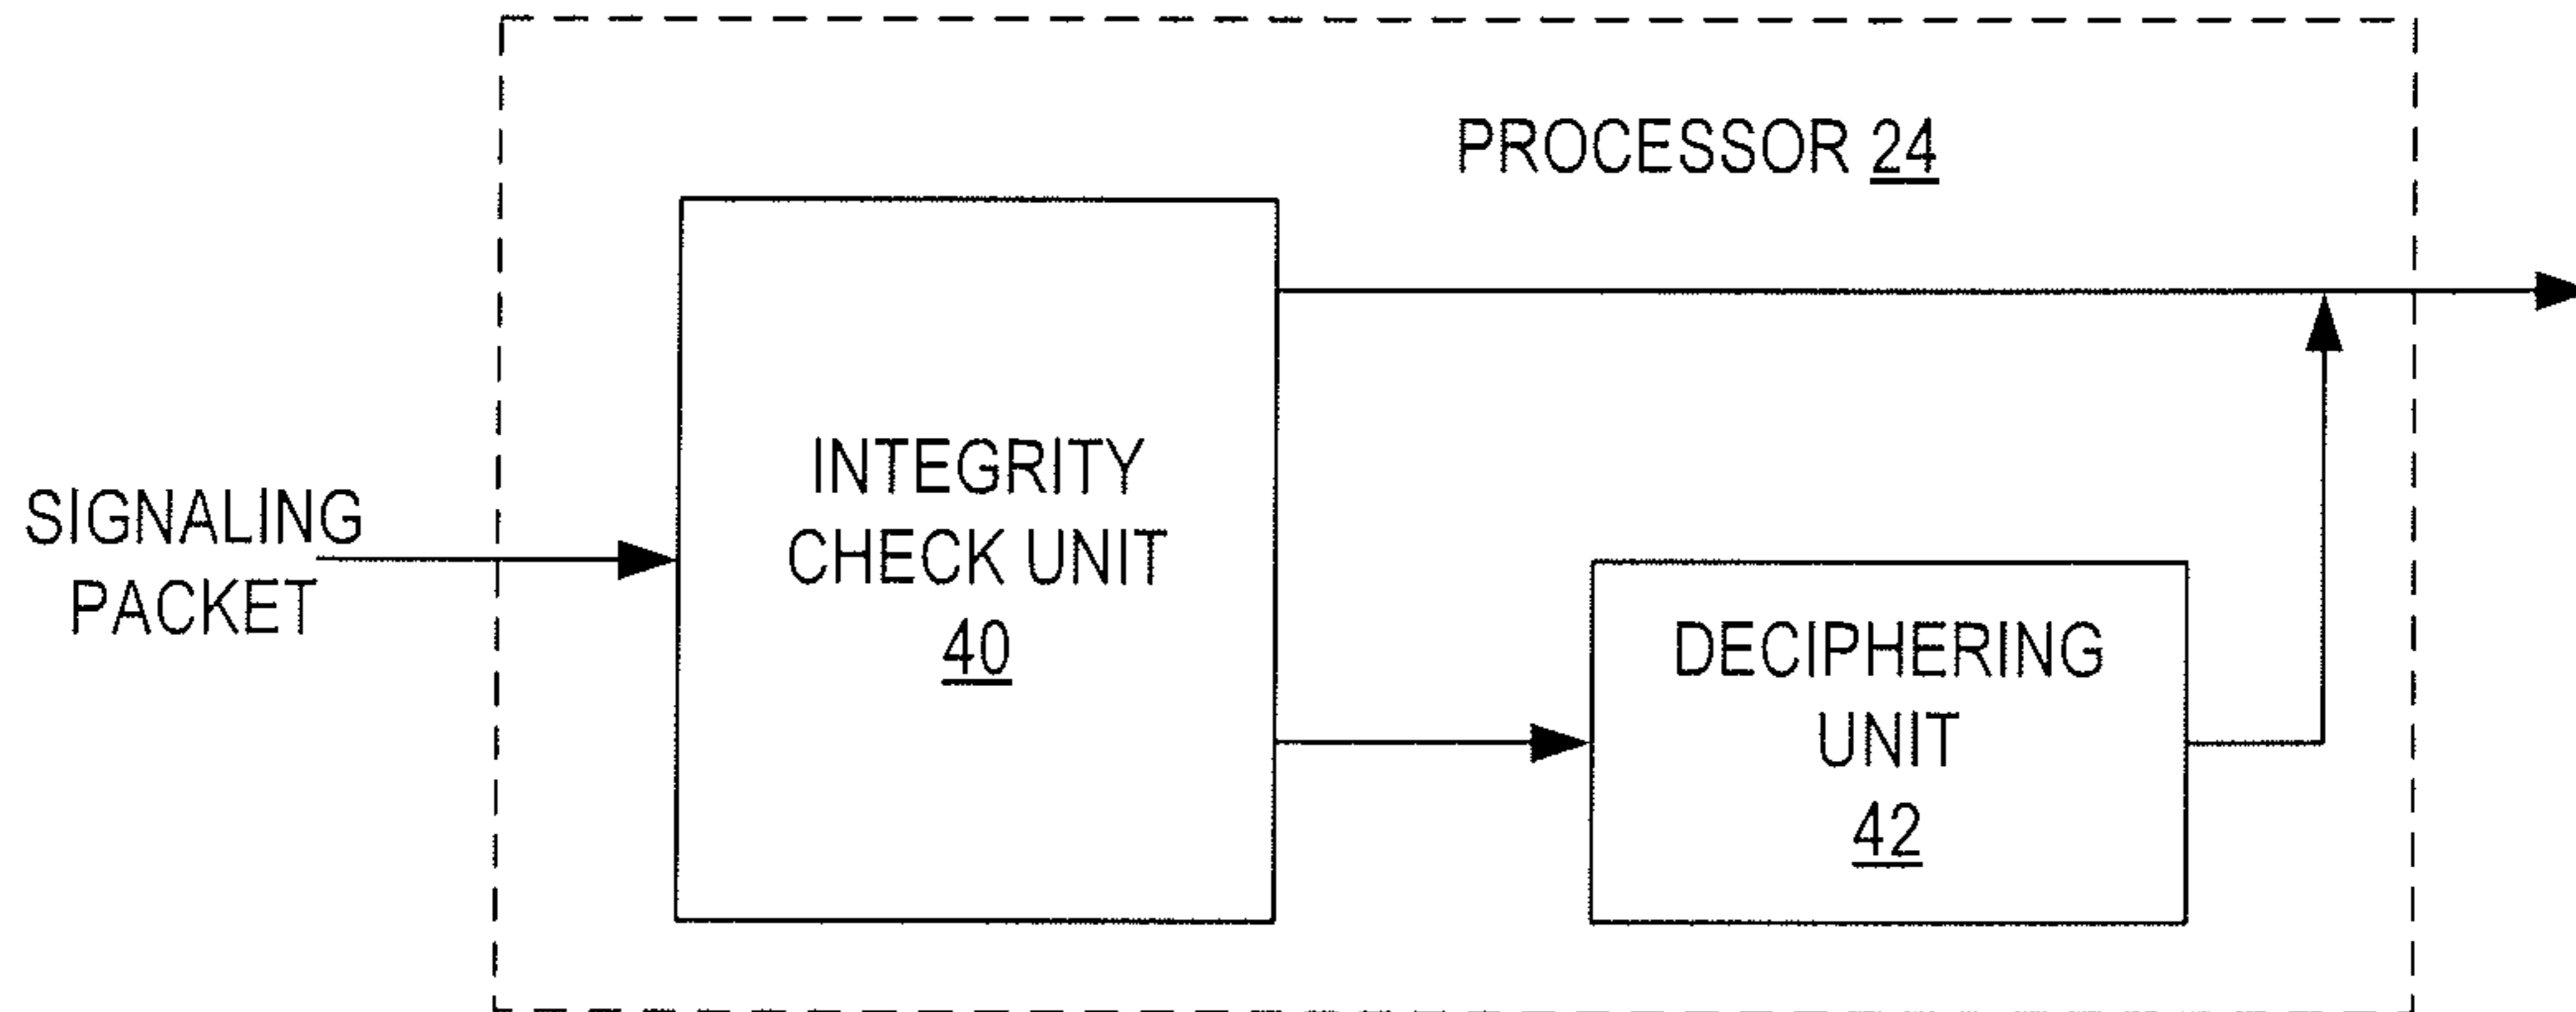 PROCESSOR 24
INTEGRITY
CHECK UNIT
40
SIGNALING
PACKET
DECIPHERING
UNIT
42